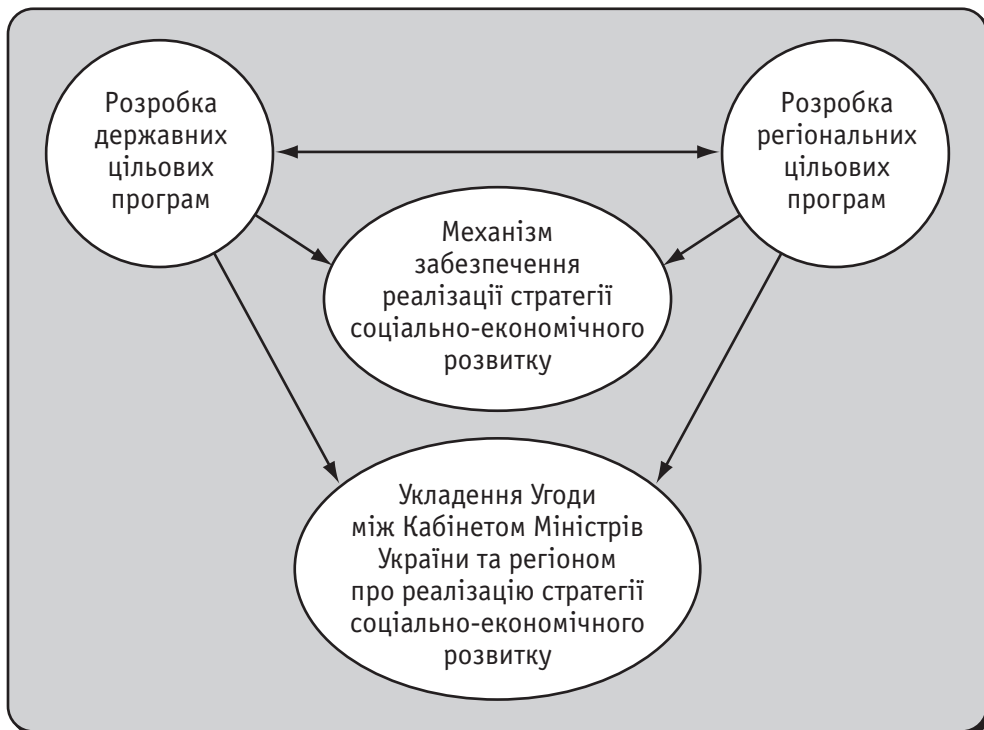 Розробка
державних
цільових
програм
Розробка
регіональних
цільових
програм
Механізм
забезпечення
реалізації стратегії
соціально-економічного
розвитку
Укладення Угоди
між Кабінетом Міністрів
України та регіоном
про реалізацію стратегії
соціально-економічного
розвитку